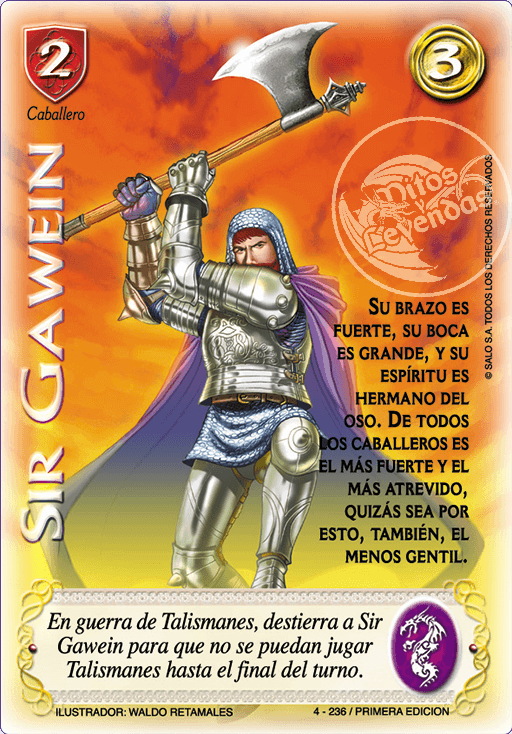 2
3
Caballero
SIR GAWEIN
Mitos
y
Leyendas
© SALO S.A. TODOS LOS DERECHOS RESERVADOS
SU BRAZO ES
FUERTE, SU BOCA
ES GRANDE, Y SU
ESPÍRITU ES
HERMANO DEL
OSO. DE TODOS
LOS CABALLEROS ES
EL MÁS FUERTE Y EL
MÁS ATREVIDO,
QUIZÁS SEA POR
ESTO, TAMBIÉN, EL
MENOS GENTIL.
En guerra de Talismanes, destierra a Sir
Gawein para que no se puedan jugar
Talismanes hasta el final del turno.
ILUSTRADOR: WALDO RETAMALES
4 - 236 / PRIMERA EDICION